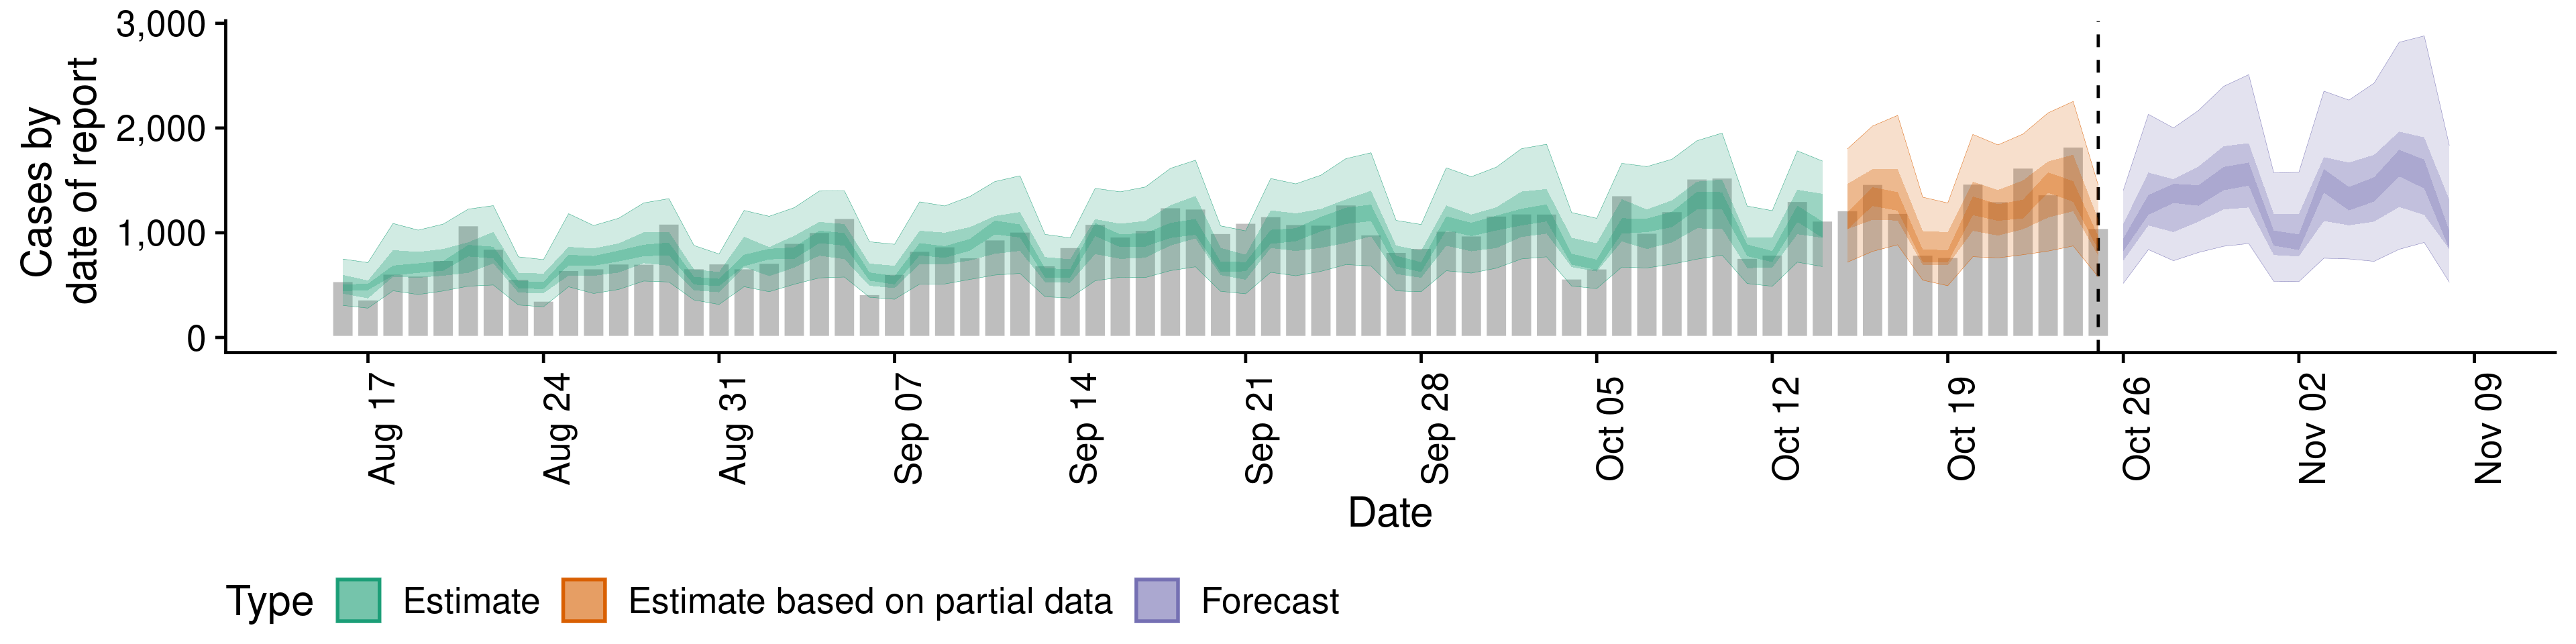 Cases by
date of report
3,000
2,000
1,000
0
Aug 17
Aug 24
Aug 31
Sep 07
Sep 14
Sep 21
Sep 28
Oct 05
Oct 12
Oct 19
Oct 26
Nov 02
Nov 09
Date
Type Estimate Estimate based on partial data Forecast